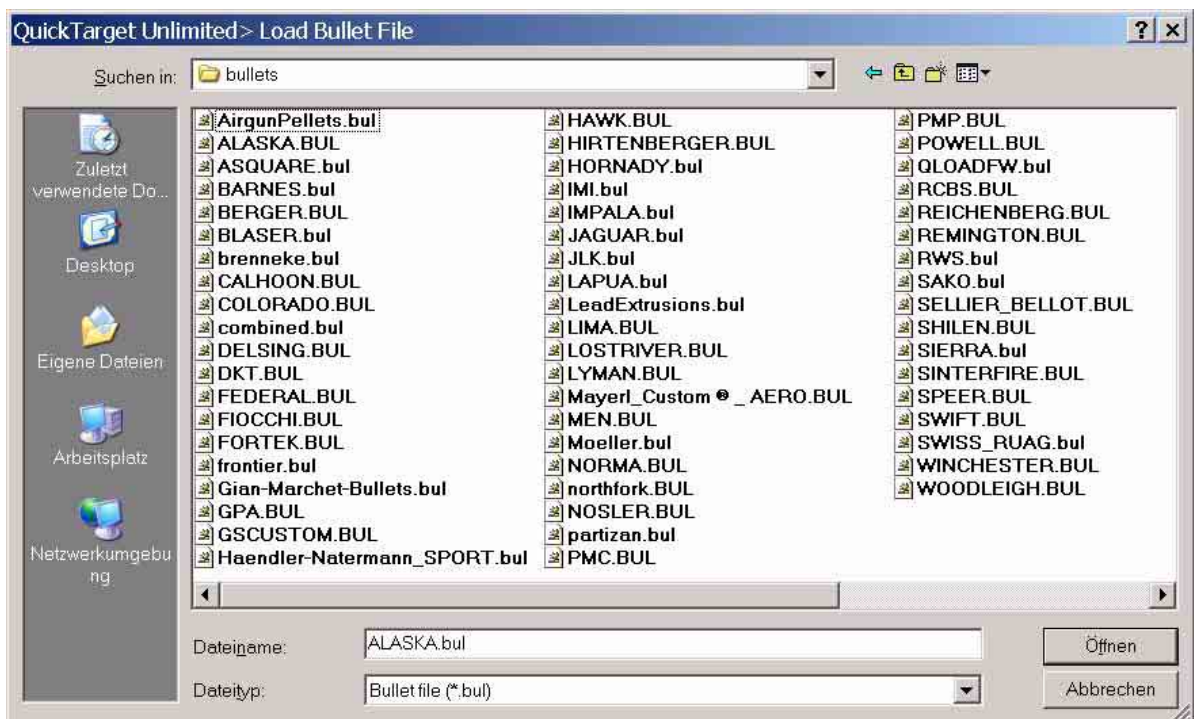 QuickTarget Unlimited> Load Bullet File
Suchen in:
bullets
Zuletzt
verwendete Do...
Desktop
Eigene Dateien
Arbeitsplatz
Netzwerkumgebu
ng
AirgunPellets.bul
ALASKA.BUL
ASQUARE.bul
BARNES.bul
BERGER.BUL
BLASER.bul
brenneke.bul
CALHOON.BUL
COLORADO.BUL
combined.bul
DELSING.BUL
DKT.BUL
FEDERAL.BUL
FIOCCHI.BUL
FORTEK.BUL
frontier.bul
Gian-Marchet-Bullets.bul
GPA.BUL
GSCUSTOM.BUL
Haendler-Natermann_SPORT.bul
HAWK.BUL
HIRTENBERGER.BUL
HORNADY.bul
IMI.bul
IMPALA.bul
JAGUAR.bul
JLK.bul
LAPUA.bul
LeadExtrusions.bul
LIMA.BUL
LOSTRIVER.BUL
LYMAN.BUL
Mayerl_Custom ® _ AERO.BUL
MEN.BUL
Moeller.bul
NORMA.BUL
northfork.BUL
NOSLER.BUL
partizan.bul
PMC.BUL
PMP.BUL
POWELL.BUL
QLOADFW.bul
RCBS.BUL
REICHENBERG.BUL
REMINGTON.BUL
RWS.bul
SAKO.bul
SELLIER_BELLOT.BUL
SHILEN.BUL
SIERRA.bul
SINTERFIRE.BUL
SPEER.BUL
SWIFT.BUL
SWISS_RUAG.bul
WINCHESTER.BUL
WOODLEIGH.BUL
Dateiname:
ALASKA.bul
Öffnen
Dateityp:
Bullet file (*.bul)
Abbrechen